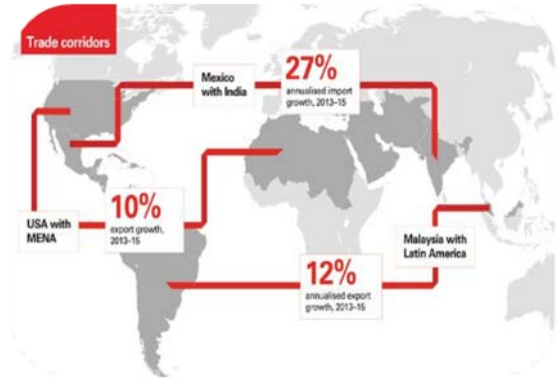 Trade corridors
Mexico
with India
27%
annualised import
growth, 2013–15
USA with
MENA
10%
export growth,
2013–15
Malaysia with
Latin America
12%
annualised export
growth, 2013–15